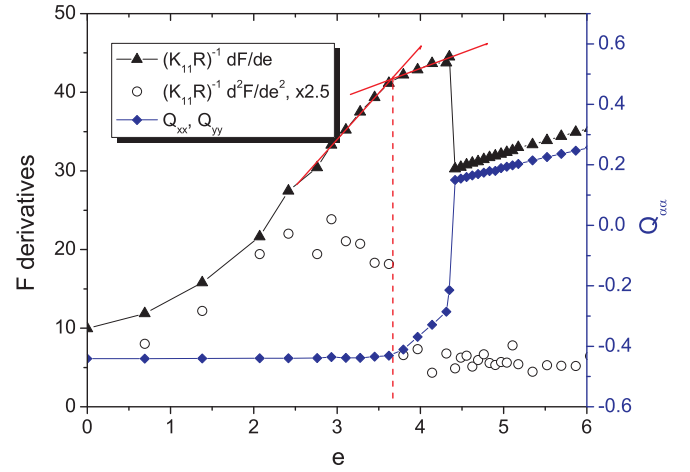 50
40
30
20
10
0
F derivatives
(K₁₁R)⁻¹ dF/de
(K₁₁R)⁻¹ d²F/de², x2.5
Qₓₓ, Qᵧᵧ
0.6
0.4
0.2
0.0
-0.2
-0.4
-0.6
Q_αα
0 1 2 3 4 5 6
e